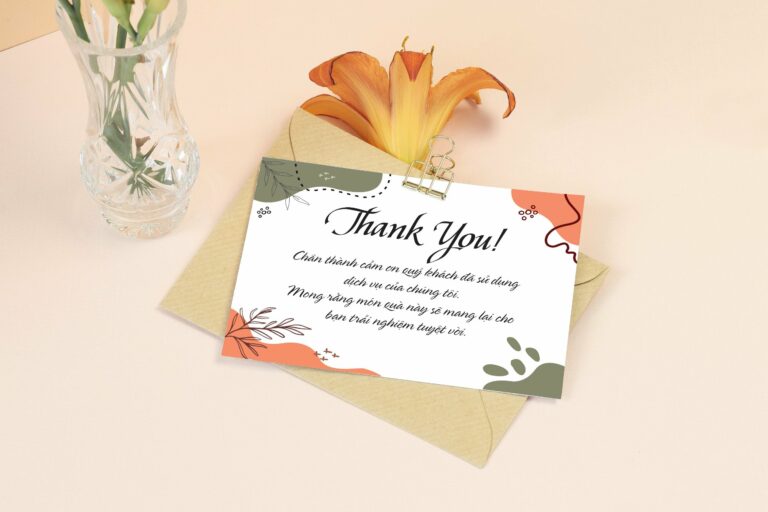 Thank You!
Chân thành cảm ơn quý khách đã sử dụng
dịch vụ của chúng tôi.
Mong rằng món quà này sẽ mang lại cho
bạn trải nghiệm tuyệt vời.